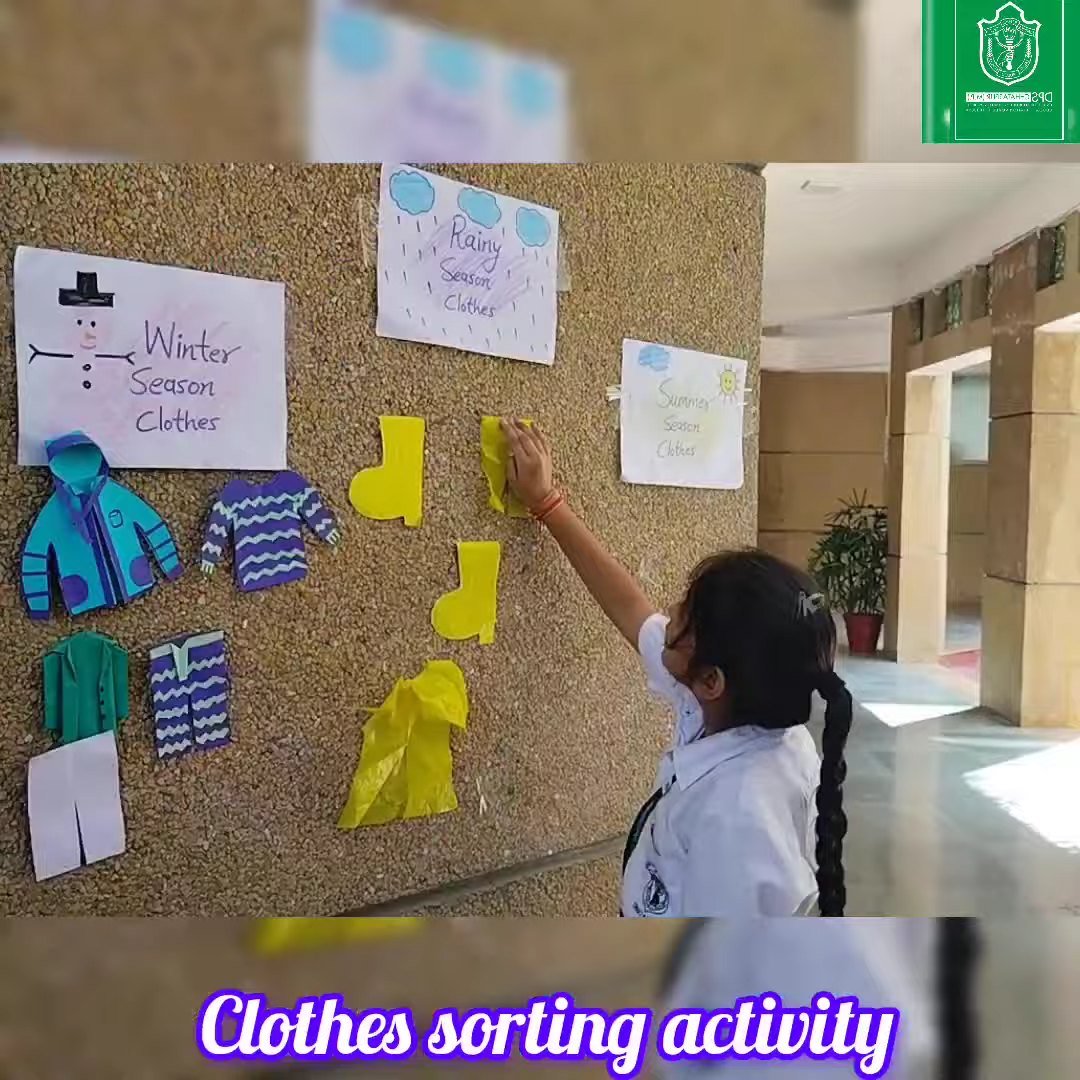 Winter
Season
Clothes
Rainy
Season
Clothes
Summer
Season
Clothes
Clothes sorting activity